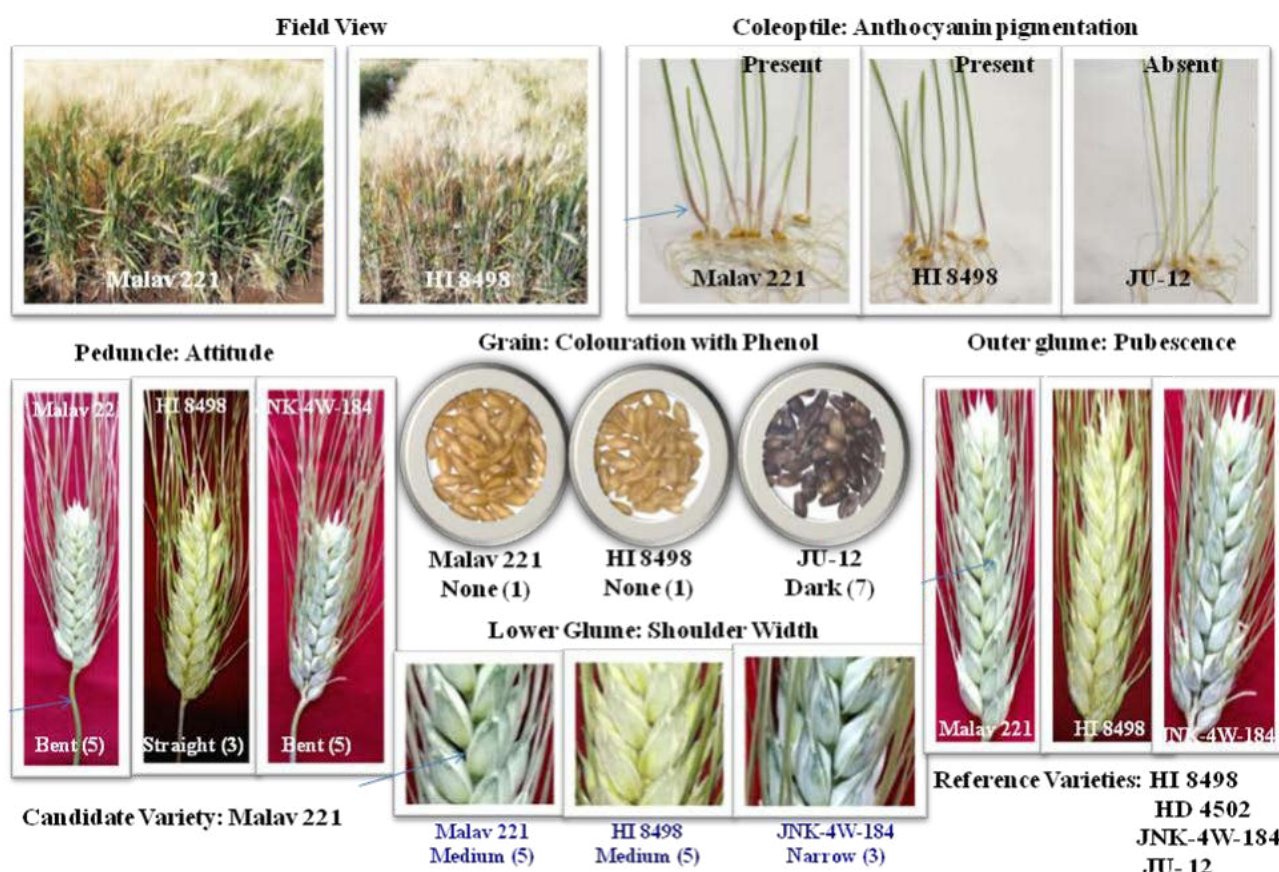 Field View
Coleoptile: Anthocyanin pigmentation
Present
Present
Absent
Malav 221
HI 8498
Malav 221
HI 8498
JU-12
Peduncle: Attitude
Grain: Colouration with Phenol
Outer glume: Pubescence
Malav 22
HI 8498
JNK-4W-184
Bent (5)
Straight (3)
Bent (5)
Malav 221
None (1)
HI 8498
None (1)
JU-12
Dark (7)
Lower Glume: Shoulder Width
Malav 221
HI 8498
JNK-4W-184
Candidate Variety: Malav 221
Malav 221
Medium (5)
HI 8498
Medium (5)
JNK-4W-184
Narrow (3)
Reference Varieties: HI 8498
HD 4502
JNK-4W-184
JU- 12